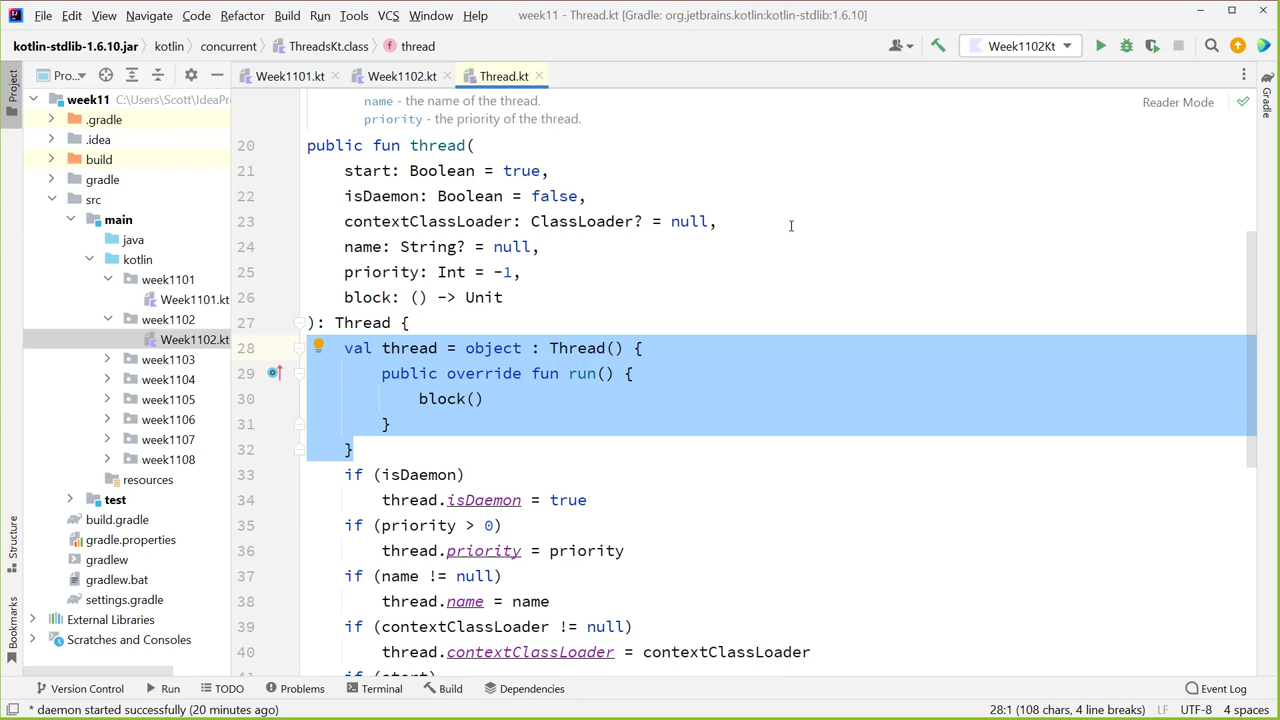 File Edit View Navigate Code Refactor Build Run Tools VCS Window Help week11 - Thread.kt [Gradle: org.jetbrains.kotlin:kotlin-stdlib:1.6.10]
kotlin-stdlib-1.6.10.jar kotlin concurrent ThreadsKt.class f thread Week1102Kt
Project
Pro... Week1101.kt Week1102.kt Thread.kt
week11 C:\Users\Scott\IdeaPr
.gradle
.idea
build
gradle
src
main
java
kotlin
week1101
Week1101.kt
week1102
Week1102.kt
week1103
week1104
week1105
week1106
week1107
week1108
resources
test
build.gradle
gradle.properties
gradlew
gradlew.bat
settings.gradle
External Libraries
Scratches and Consoles
Structure
Bookmarks
name - the name of the thread.
priority - the priority of the thread.
Reader Mode
Gradle
20 public fun thread(
21 start: Boolean = true,
22 isDaemon: Boolean = false,
23 contextClassLoader: ClassLoader? = null,
24 name: String? = null,
25 priority: Int = -1,
26 block: () -> Unit
27 ): Thread {
28 val thread = object : Thread() {
29 public override fun run() {
30 block()
31 }
32 }
33 if (isDaemon)
34 thread.isDaemon = true
35 if (priority > 0)
36 thread.priority = priority
37 if (name != null)
38 thread.name = name
39 if (contextClassLoader != null)
40 thread.contextClassLoader = contextClassLoader
41 if (start)
Version Control Run TODO Problems Terminal Build Dependencies Event Log
* daemon started successfully (20 minutes ago) 28:1 (108 chars, 4 line breaks) LF UTF-8 4 spaces